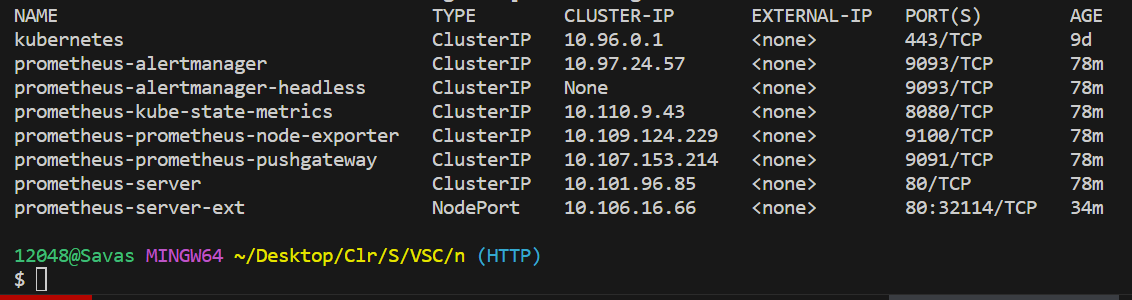 NAME TYPE CLUSTER-IP EXTERNAL-IP PORT(S) AGE
kubernetes ClusterIP 10.96.0.1 <none> 443/TCP 9d
prometheus-alertmanager ClusterIP 10.97.24.57 <none> 9093/TCP 78m
prometheus-alertmanager-headless ClusterIP None <none> 9093/TCP 78m
prometheus-kube-state-metrics ClusterIP 10.110.9.43 <none> 8080/TCP 78m
prometheus-prometheus-node-exporter ClusterIP 10.109.124.229 <none> 9100/TCP 78m
prometheus-prometheus-pushgateway ClusterIP 10.107.153.214 <none> 9091/TCP 78m
prometheus-server ClusterIP 10.101.96.85 <none> 80/TCP 78m
prometheus-server-ext NodePort 10.106.16.66 <none> 80:32114/TCP 34m
12048@Savas MINGW64 ~/Desktop/Clr/S/VSC/n (HTTP)
$